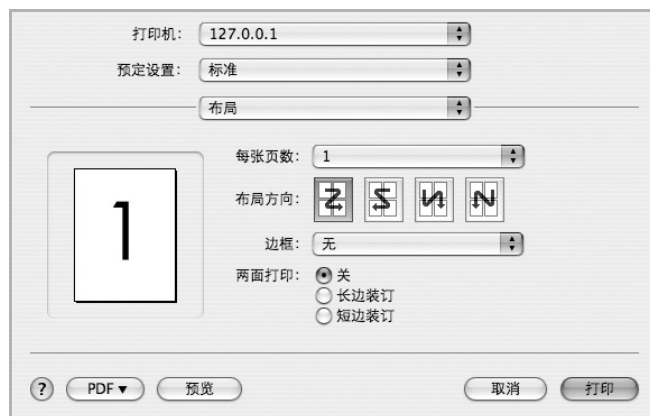 打印机： 127.0.0.1
预定设置： 标准
布局
每张页数： 1
布局方向：
边框： 无
两面打印： 关
长边装订
短边装订
1
? PDF▼ 预览 取消 打印